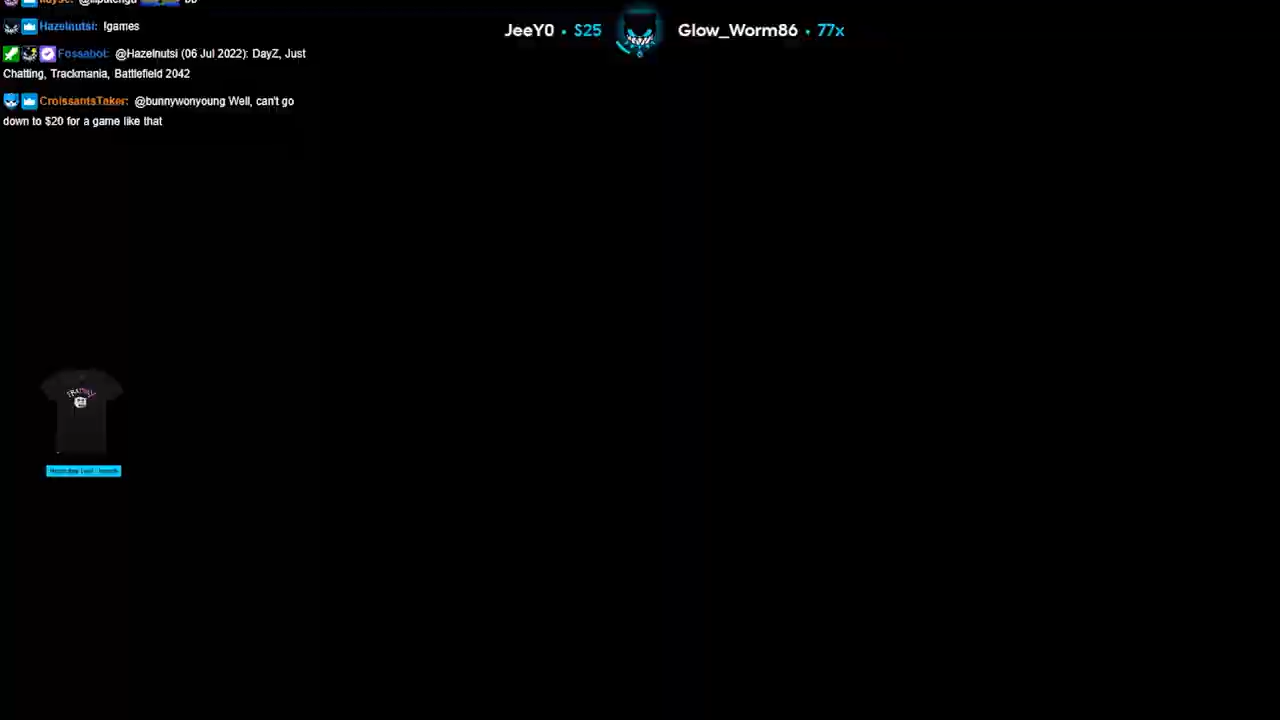 JeeY0 • $25
Glow_Worm86 • 77x
Hazelnutsi: !games
Fossabot: @Hazelnutsi (06 Jul 2022): DayZ, Just
Chatting, Trackmania, Battlefield 2042
CroissantsTaker: @bunnywonyoung Well, can't go
down to $20 for a game like that